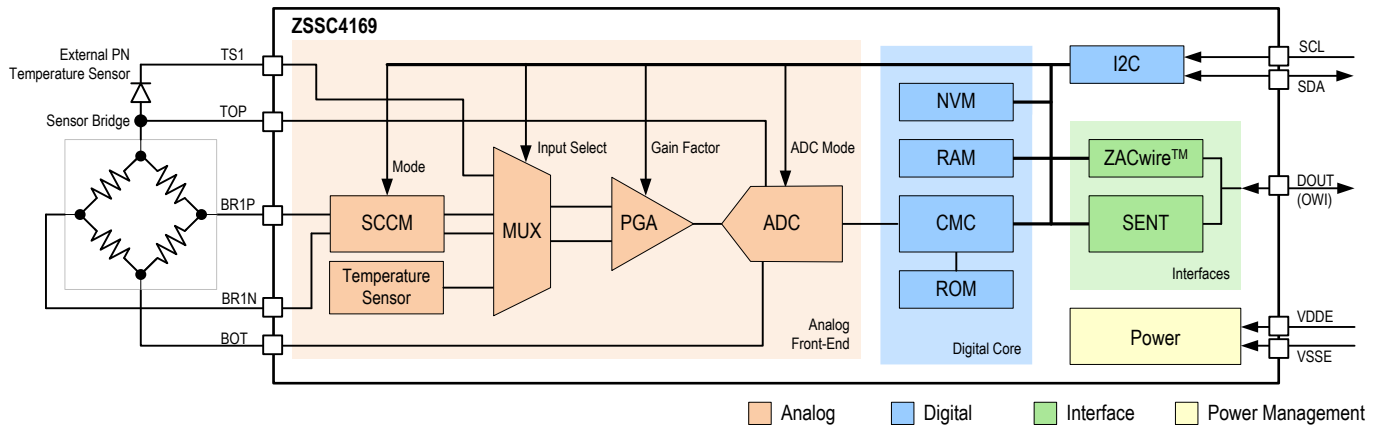 ZSSC4169
External PN
Temperature Sensor
Sensor Bridge
TS1
TOP
BR1P
BR1N
BOT
Mode
Input Select
Gain Factor
ADC Mode
SCCM
Temperature
Sensor
MUX
PGA
ADC
Analog
Front-End
NVM
RAM
CMC
ROM
Digital Core
I2C
ZACwire™
SENT
Interfaces
Power
SCL
SDA
DOUT
(OWI)
VDDE
VSSE
Analog
Digital
Interface
Power Management